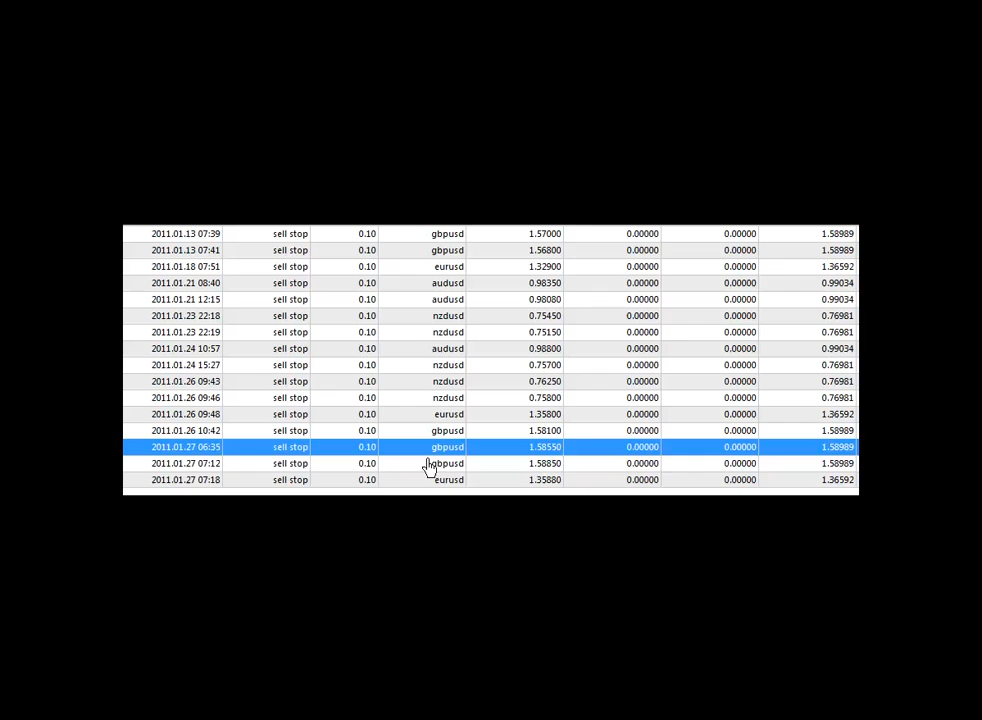 2011.01.13 07:39 sell stop 0.10 gbpusd 1.57000 0.00000 0.00000 1.58989
2011.01.13 07:41 sell stop 0.10 gbpusd 1.56800 0.00000 0.00000 1.58989
2011.01.18 07:51 sell stop 0.10 eurusd 1.32900 0.00000 0.00000 1.36592
2011.01.21 08:40 sell stop 0.10 audusd 0.98350 0.00000 0.00000 0.99034
2011.01.21 12:15 sell stop 0.10 audusd 0.98080 0.00000 0.00000 0.99034
2011.01.23 22:18 sell stop 0.10 nzdusd 0.75450 0.00000 0.00000 0.76981
2011.01.23 22:19 sell stop 0.10 nzdusd 0.75150 0.00000 0.00000 0.76981
2011.01.24 10:57 sell stop 0.10 audusd 0.98800 0.00000 0.00000 0.99034
2011.01.24 15:27 sell stop 0.10 nzdusd 0.75700 0.00000 0.00000 0.76981
2011.01.26 09:43 sell stop 0.10 nzdusd 0.76250 0.00000 0.00000 0.76981
2011.01.26 09:46 sell stop 0.10 nzdusd 0.75800 0.00000 0.00000 0.76981
2011.01.26 09:48 sell stop 0.10 eurusd 1.35800 0.00000 0.00000 1.36592
2011.01.26 10:42 sell stop 0.10 gbpusd 1.58100 0.00000 0.00000 1.58989
2011.01.27 06:35 sell stop 0.10 gbpusd 1.58550 0.00000 0.00000 1.58989
2011.01.27 07:12 sell stop 0.10 gbpusd 1.58850 0.00000 0.00000 1.58989
2011.01.27 07:18 sell stop 0.10 eurusd 1.35880 0.00000 0.00000 1.36592